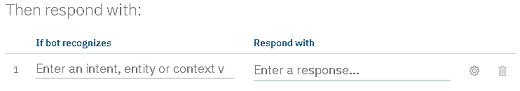 Then respond with:
If bot recognizes Respond with
1 Enter an intent, entity or context v Enter a response...